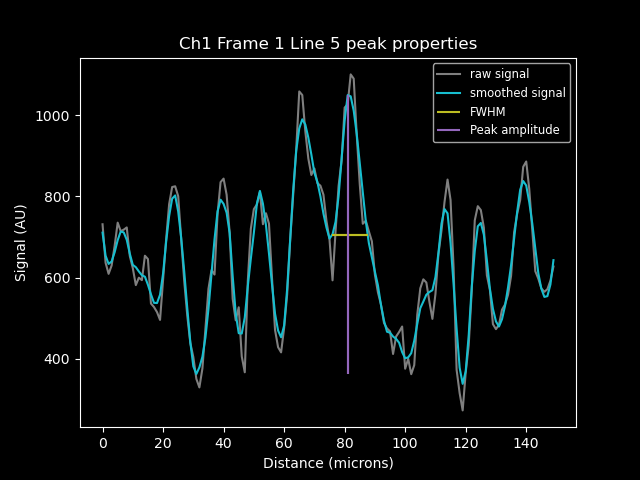 Ch1 Frame 1 Line 5 peak properties
raw signal
smoothed signal
FWHM
Peak amplitude
Signal (AU)
1000
800
600
400
0 20 40 60 80 100 120 140
Distance (microns)